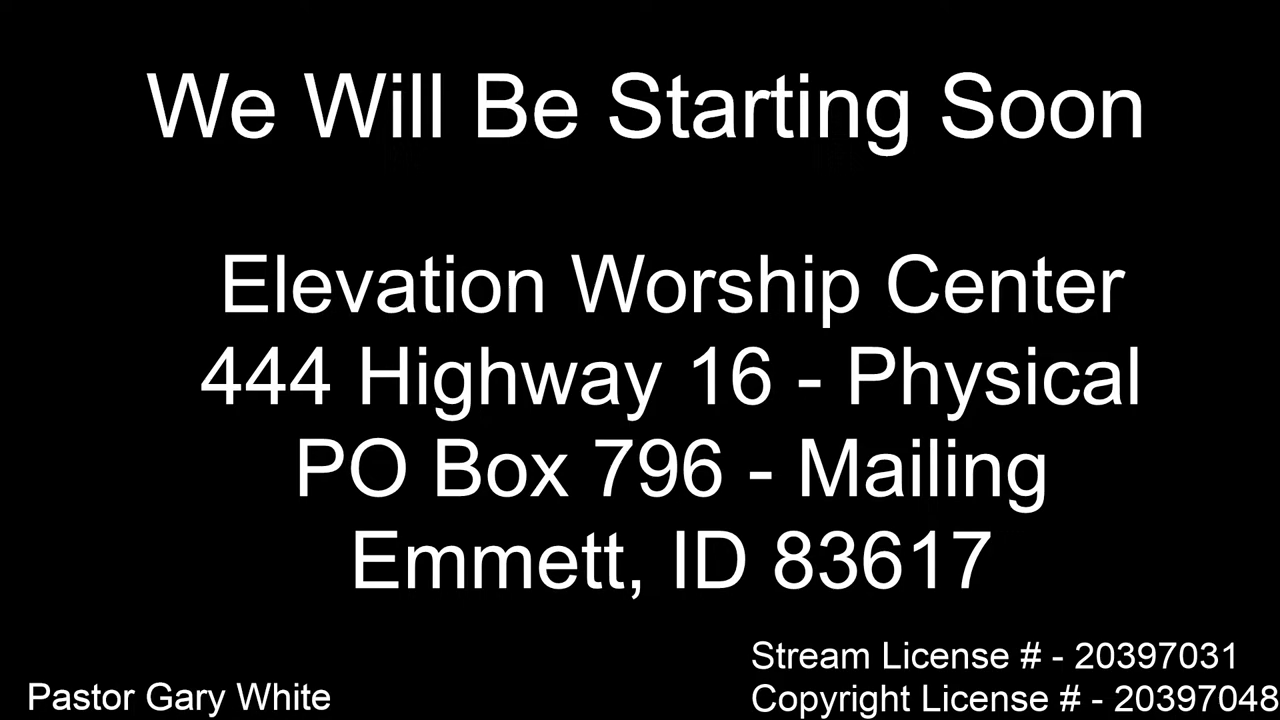 We Will Be Starting Soon
Elevation Worship Center
444 Highway 16 - Physical
PO Box 796 - Mailing
Emmett, ID 83617
Stream License # - 20397031
Pastor Gary White
Copyright License # - 20397048